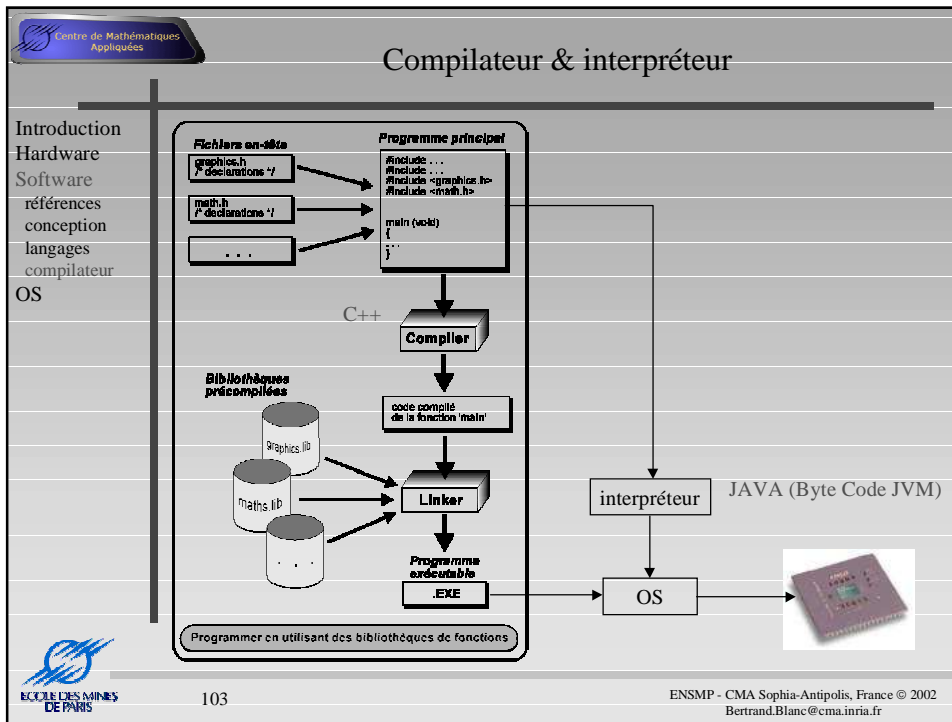 Centre de Mathématiques
Appliquées
Compilateur & interpréteur
Introduction
Hardware
Software
références
conception
langages
compilateur
OS
Fichiers en-tête
graphics.h
/* declarations */
math.h
/* declarations */
. . .
Programme principal
#include . . .
#include . . .
#include <graphics.h>
#include <math.h>
main (void)
{
. . .
}
C++
Compiler
code compilé
de la fonction 'main'
Bibliothèques
précompilées
graphics.lib
maths.lib
. . .
Linker
Programme
exécutable
.EXE
interpréteur
JAVA (Byte Code JVM)
OS
Programmer en utilisant des bibliothèques de fonctions
ECOLE DES MINES
DE PARIS
103
ENSMP - CMA Sophia-Antipolis, France © 2002
Bertrand.Blanc@cma.inria.fr